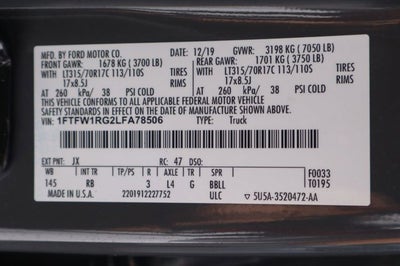 MFD. BY FORD MOTOR CO. 12/19 GVWR: 3198 KG (7050 LB)
FRONT GAWR: 1678 KG (3700 LB) REAR GAWR: 1701 KG (3750 LB)
LT315/70R17C 113/110S TIRES LT315/70R17C 113/110S TIRES
17x8.5J RIMS 17x8.5J RIMS
AT 260 kPa/ 38 PSI COLD AT 260 kPa/ 38 PSI COLD
THIS VEHICLE CONFORMS TO ALL APPLICABLE FEDERAL MOTOR VEHICLE
SAFETY STANDARDS IN EFFECT ON THE DATE OF MANUFACTURE SHOWN ABOVE.
VIN: 1FTFW1RG2LFA78506 TYPE: Truck
EXT PNT: JX RC: 47 DSO:
WB INT TR TP/PS R AXLE TR SPR F0033
145 RB 3 L4 G BBLL T0195
2201912227752 ULC ▽ 5U5A-3520472-AA